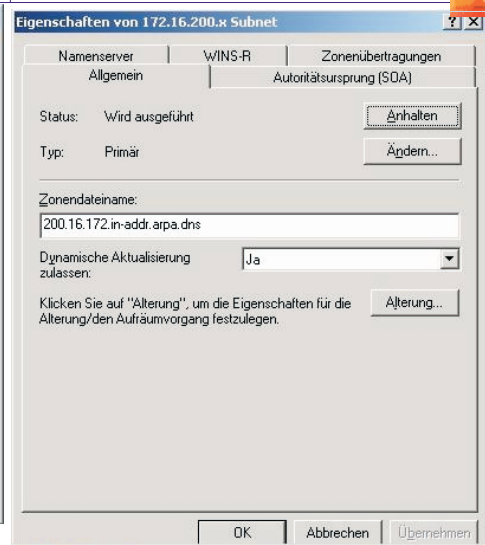 Eigenschaften von 172.16.200.x Subnet
Namenserver WINS-R Zonenübertragungen
Allgemein Autoritätsursprung (SOA)
Status: Wird ausgeführt Anhalten
Typ: Primär Ändern...
Zonendateiname:
200.16.172.in-addr.arpa.dns
Dynamische Aktualisierung Ja
zulassen:
Klicken Sie auf "Alterung", um die Eigenschaften für die Alterung...
Alterung/den Aufräumvorgang festzulegen.
OK Abbrechen Übernehmen